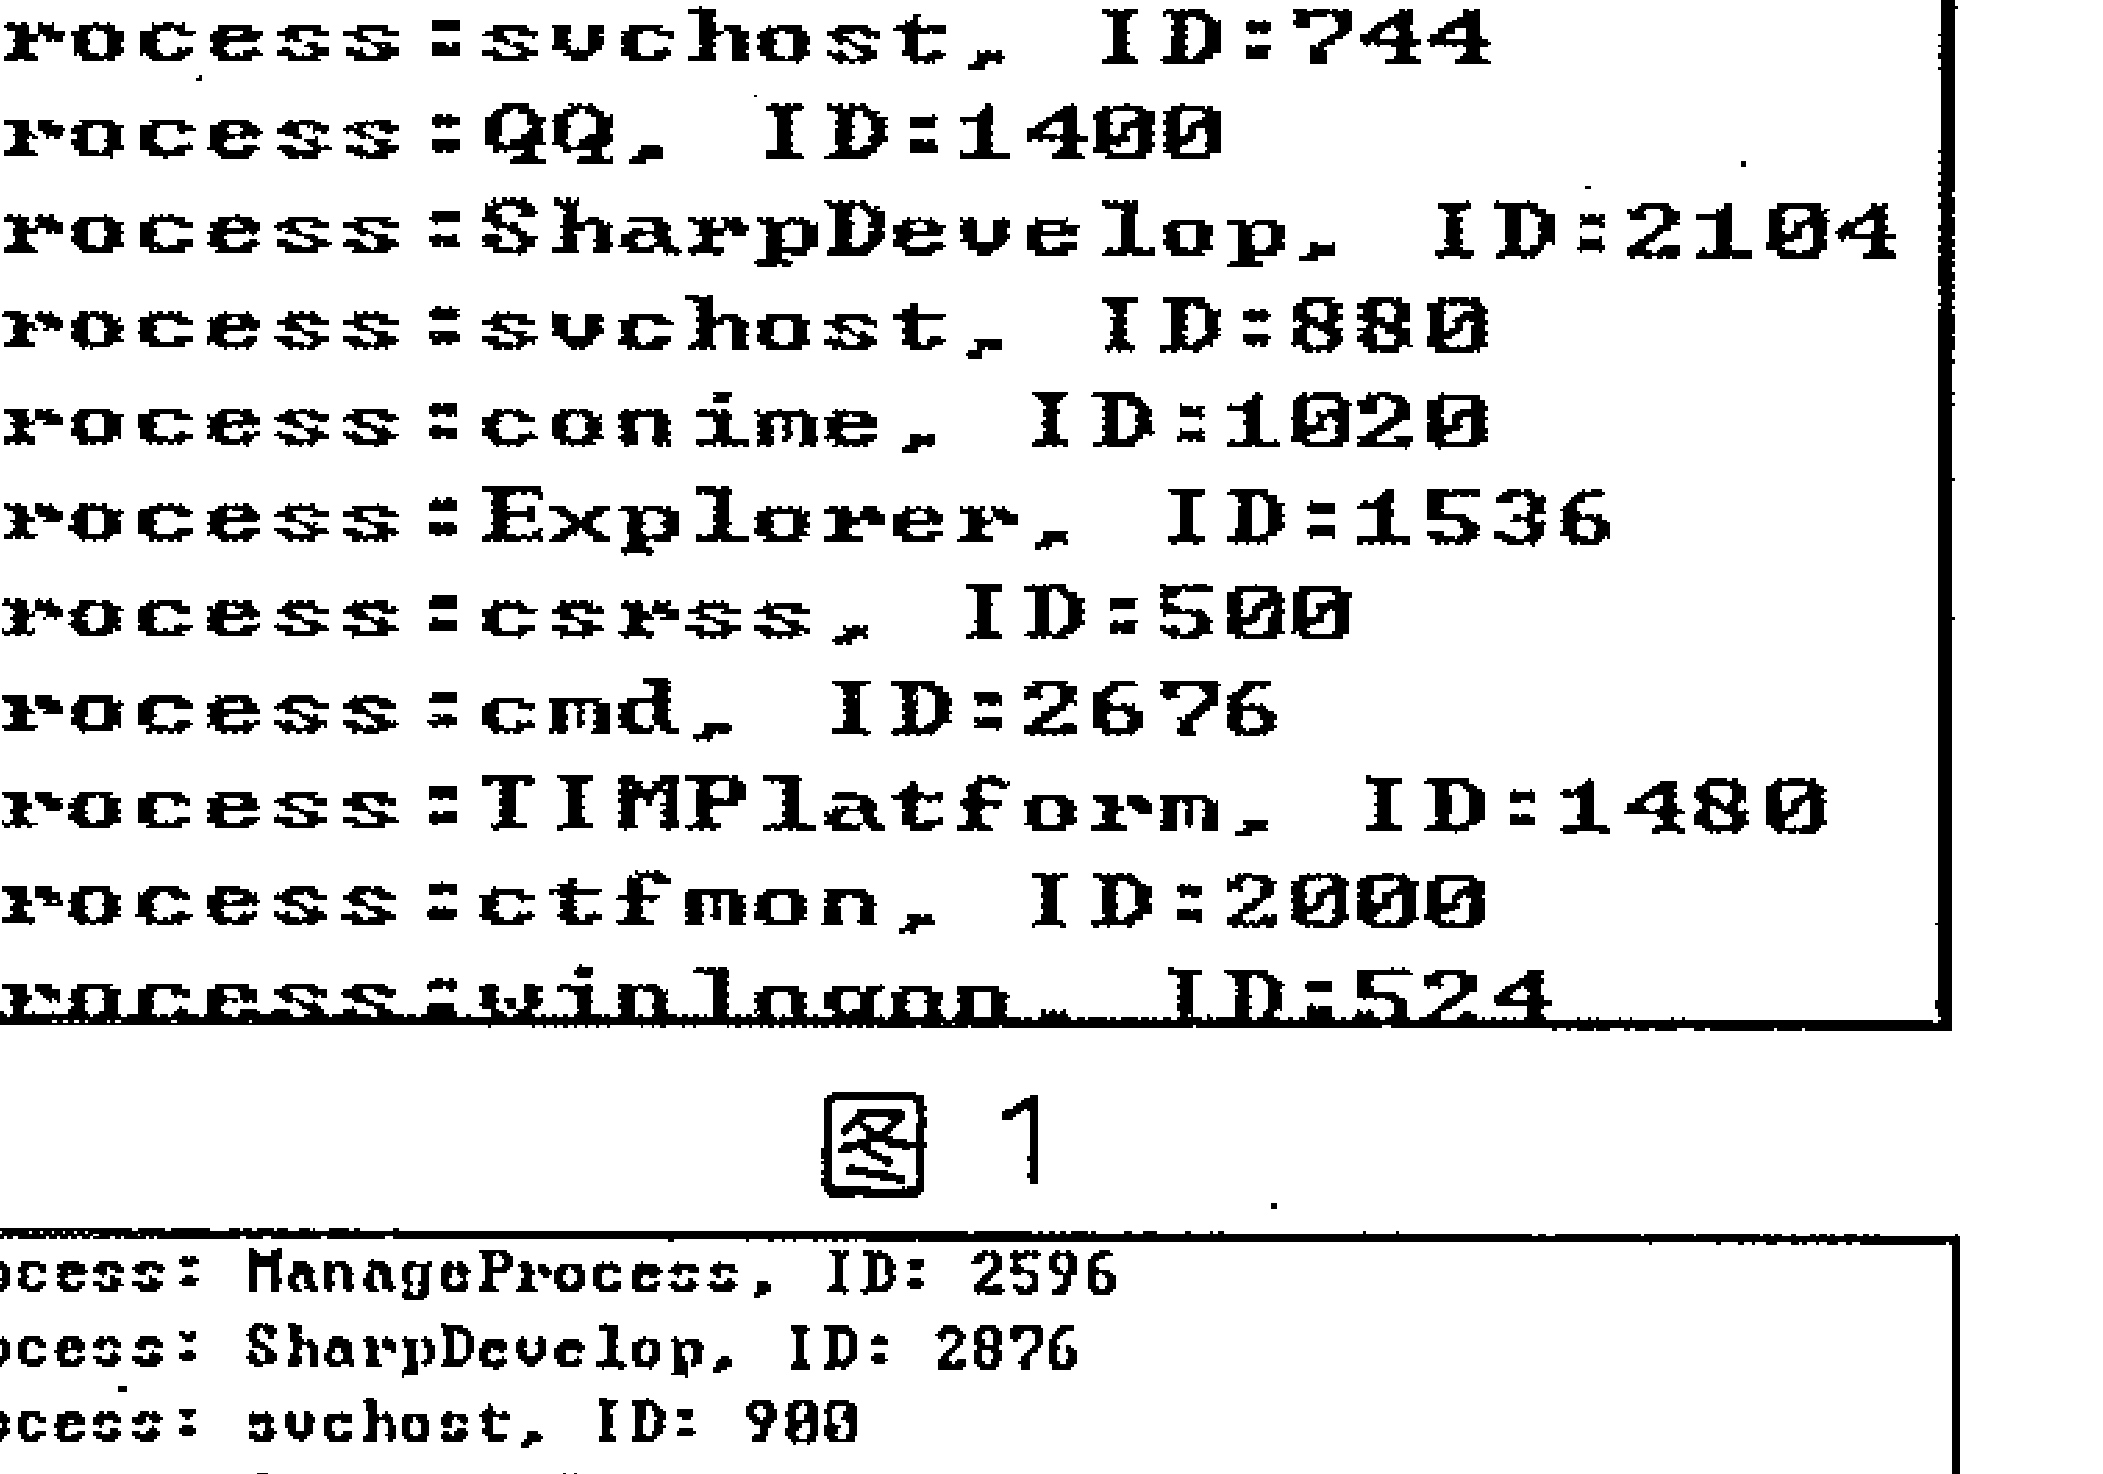 rocess:svchost, ID:744
rocess:QQ, ID:1400
rocess:SharpDevelop, ID:2104
rocess:svchost, ID:880
rocess:conime, ID:1020
rocess:Explorer, ID:1536
rocess:csrss, ID:500
rocess:cmd, ID:2676
rocess:TIMPlatform, ID:1480
rocess:ctfmon, ID:2000
rocess:winlogon, ID:524
图 1
ocess: ManageProcess, ID: 2596
ocess: SharpDevelop, ID: 2876
ocess: svchost, ID: 900